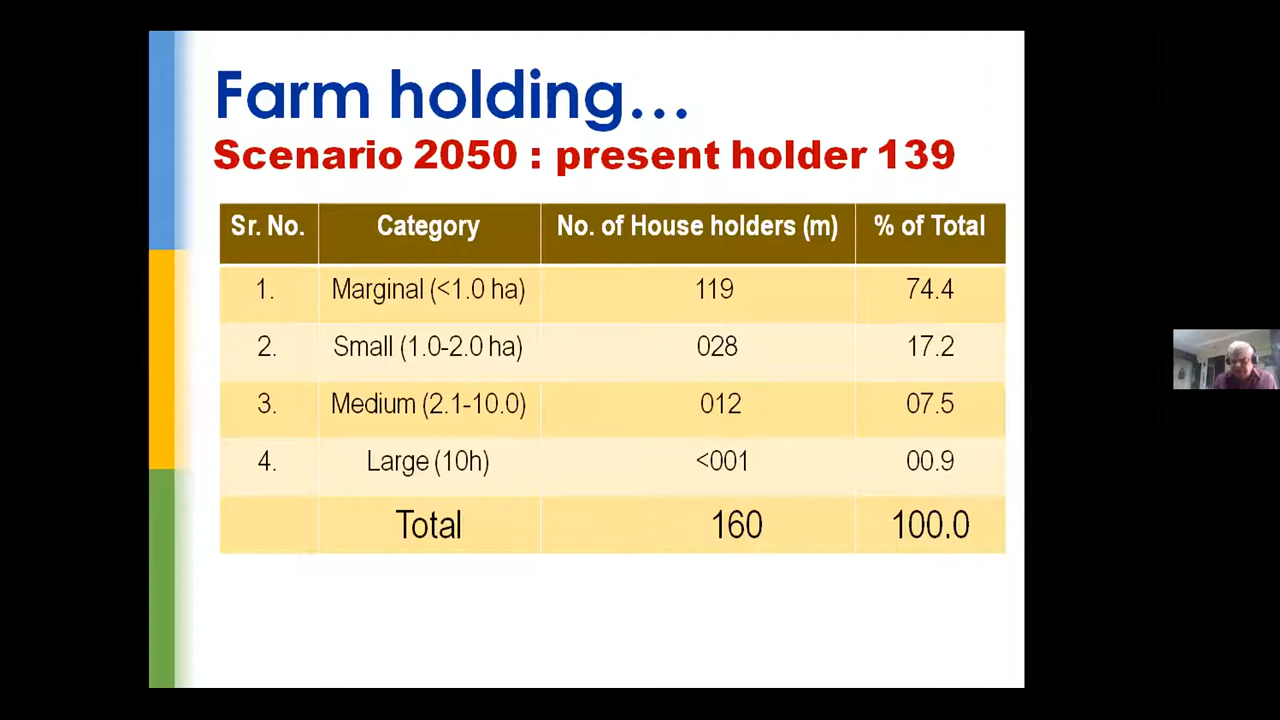 Farm holding...
Scenario 2050 : present holder 139
Sr. No. Category No. of House holders (m) % of Total
1. Marginal (<1.0 ha) 119 74.4
2. Small (1.0-2.0 ha) 028 17.2
3. Medium (2.1-10.0) 012 07.5
4. Large (10h) <001 00.9
Total 160 100.0